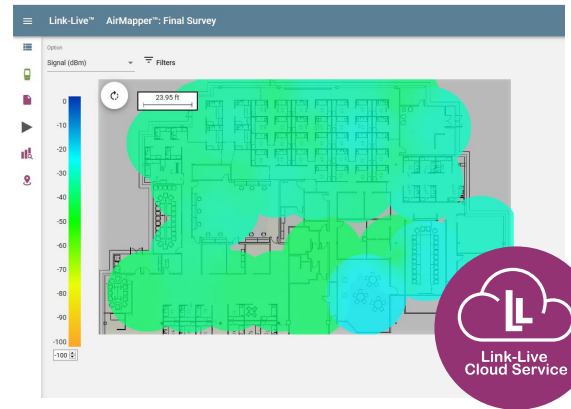 Link-Live™ AirMapper™: Final Survey
Option
Signal (dBm)
Filters
23.95 ft
0
-10
-20
-30
-40
-50
-60
-70
-80
-90
-100
-100
LL
Link-Live
Cloud Service